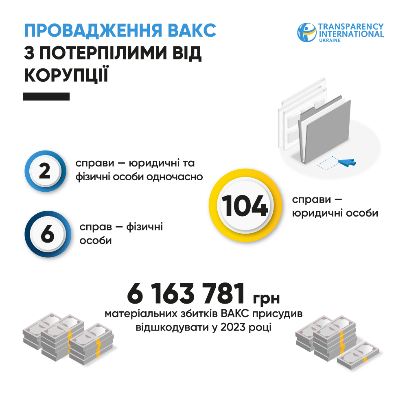 ПРОВАДЖЕННЯ ВАКС
З ПОТЕРПІЛИМИ ВІД
КОРУПЦІЇ
TRANSPARENCY
INTERNATIONAL
UKRAINE
2
справи — юридичні та
фізичні особи одночасно
104
справи —
юридичні особи
6
справ — фізичні
особи
6 163 781 грн
матеріальних збитків ВАКС присудив
відшкодувати у 2023 році